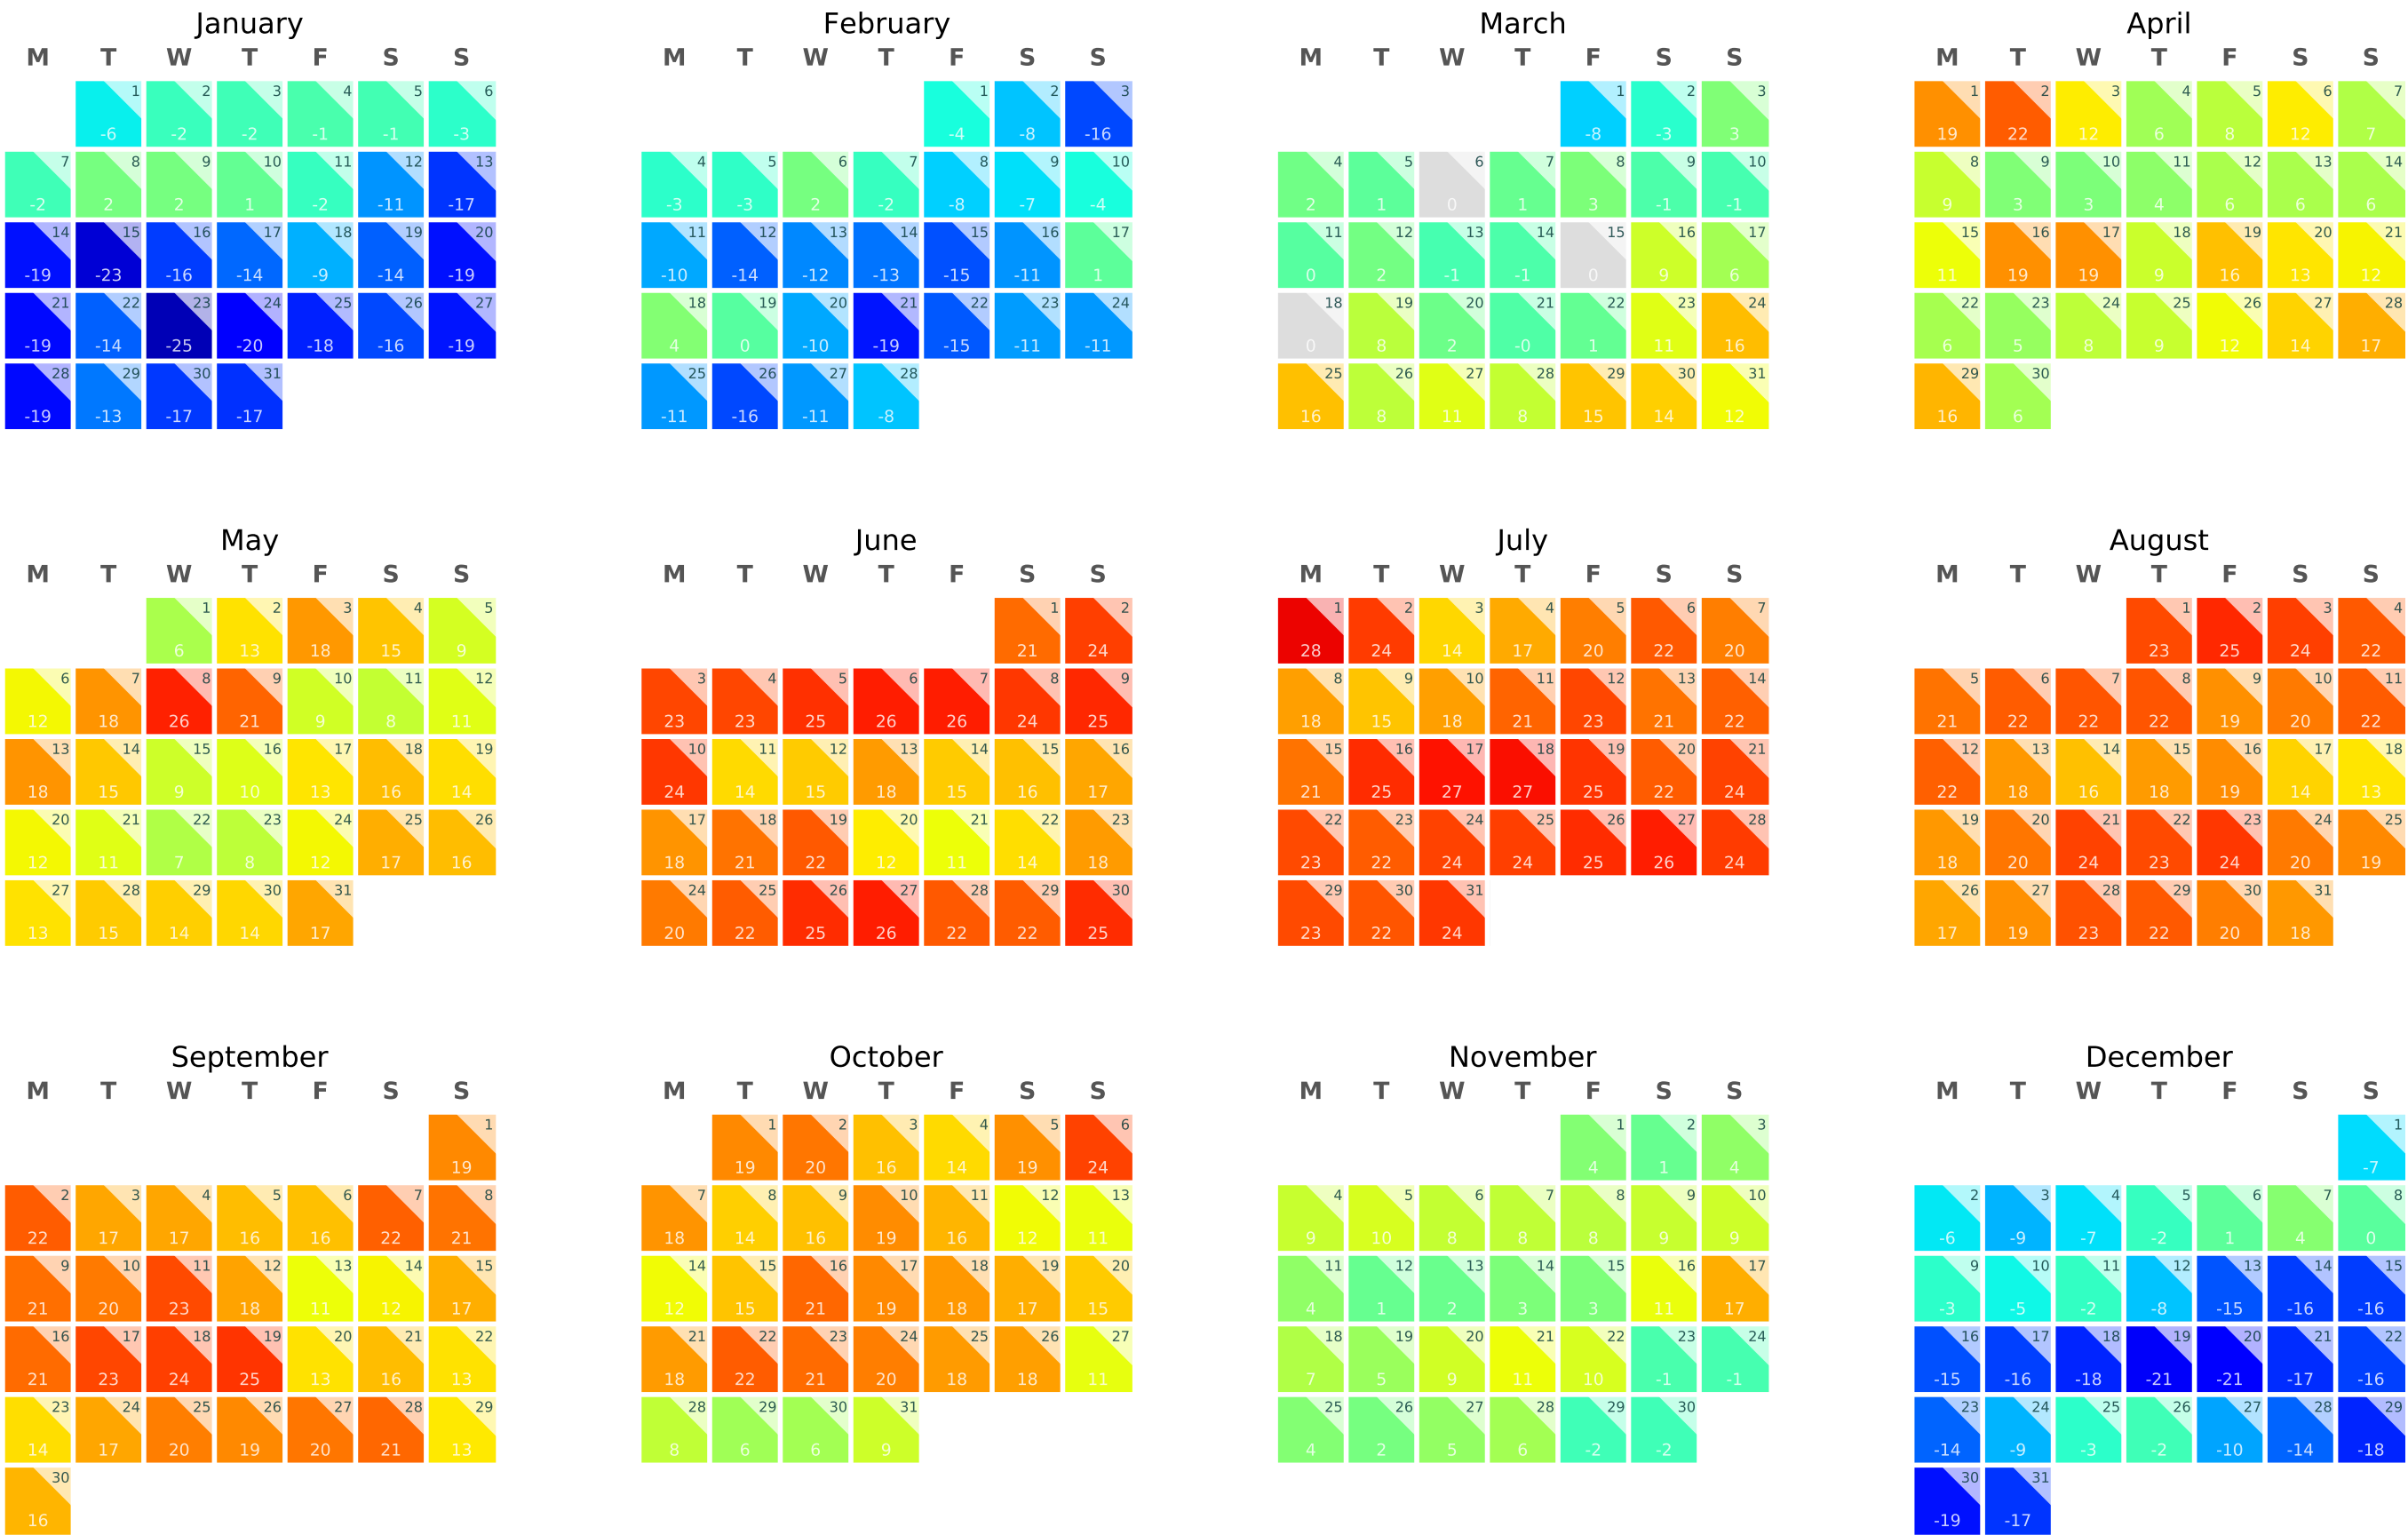 January February March April
M T W T F S S M T W T F S S M T W T F S S M T W T F S S
1 2 3 4 5 6 1 2 3 1 2 3 1 2 3 4 5 6 7
-6 -2 -2 -1 -1 -3 -4 -8 -16 -8 -3 3 19 22 12 6 8 12 7
7 8 9 10 11 12 13 4 5 6 7 8 9 10 4 5 6 7 8 9 10 8 9 10 11 12 13 14
-2 2 2 1 -2 -11 -17 -3 -3 2 -2 -8 -7 -4 2 1 0 1 3 -1 -1 9 3 3 4 6 6 6
14 15 16 17 18 19 20 11 12 13 14 15 16 17 11 12 13 14 15 16 17 15 16 17 18 19 20 21
-19 -23 -16 -14 -9 -14 -19 -10 -14 -12 -13 -15 -11 1 0 2 -1 -1 0 9 6 11 19 19 9 16 13 12
21 22 23 24 25 26 27 18 19 20 21 22 23 24 18 19 20 21 22 23 24 22 23 24 25 26 27 28
-19 -14 -25 -20 -18 -16 -19 4 0 -10 -19 -15 -11 -11 0 8 2 -0 1 11 16 6 5 8 9 12 14 17
28 29 30 31 25 26 27 28 25 26 27 28 29 30 31 29 30
-19 -13 -17 -17 -11 -16 -11 -8 16 8 11 8 15 14 12 16 6
May June July August
M T W T F S S M T W T F S S M T W T F S S M T W T F S S
1 2 3 4 5 1 2 1 2 3 4 5 6 7 1 2 3 4
6 13 18 15 9 21 24 28 24 14 17 20 22 20 23 25 24 22
6 7 8 9 10 11 12 3 4 5 6 7 8 9 8 9 10 11 12 13 14 5 6 7 8 9 10 11
12 18 26 21 9 8 11 23 23 25 26 26 24 25 18 15 18 21 23 21 22 21 22 22 22 19 20 22
13 14 15 16 17 18 19 10 11 12 13 14 15 16 15 16 17 18 19 20 21 12 13 14 15 16 17 18
18 15 9 10 13 16 14 24 14 15 18 15 16 17 21 25 27 27 25 22 24 22 18 16 18 19 14 13
20 21 22 23 24 25 26 17 18 19 20 21 22 23 22 23 24 25 26 27 28 19 20 21 22 23 24 25
12 11 7 8 12 17 16 18 21 22 12 11 14 18 23 22 24 24 25 26 24 18 20 24 23 24 20 19
27 28 29 30 31 24 25 26 27 28 29 30 29 30 31 26 27 28 29 30 31
13 15 14 14 17 20 22 25 26 22 22 25 23 22 24 17 19 23 22 20 18
September October November December
M T W T F S S M T W T F S S M T W T F S S M T W T F S S
1 1 2 3 4 5 6 1 2 3 1
19 19 20 16 14 19 24 4 1 4 -7
2 3 4 5 6 7 8 7 8 9 10 11 12 13 4 5 6 7 8 9 10 2 3 4 5 6 7 8
22 17 17 16 16 22 21 18 14 16 19 16 12 11 9 10 8 8 8 9 9 -6 -9 -7 -2 1 4 0
9 10 11 12 13 14 15 14 15 16 17 18 19 20 11 12 13 14 15 16 17 9 10 11 12 13 14 15
21 20 23 18 11 12 17 12 15 21 19 18 17 15 4 1 2 3 3 11 17 -3 -5 -2 -8 -15 -16 -16
16 17 18 19 20 21 22 21 22 23 24 25 26 27 18 19 20 21 22 23 24 16 17 18 19 20 21 22
21 23 24 25 13 16 13 18 22 21 20 18 18 11 7 5 9 11 10 -1 -1 -15 -16 -18 -21 -21 -17 -16
23 24 25 26 27 28 29 28 29 30 31 25 26 27 28 29 30 23 24 25 26 27 28 29
14 17 20 19 20 21 13 8 6 6 9 4 2 5 6 -2 -2 -14 -9 -3 -2 -10 -14 -18
30 30 31
16 -19 -17